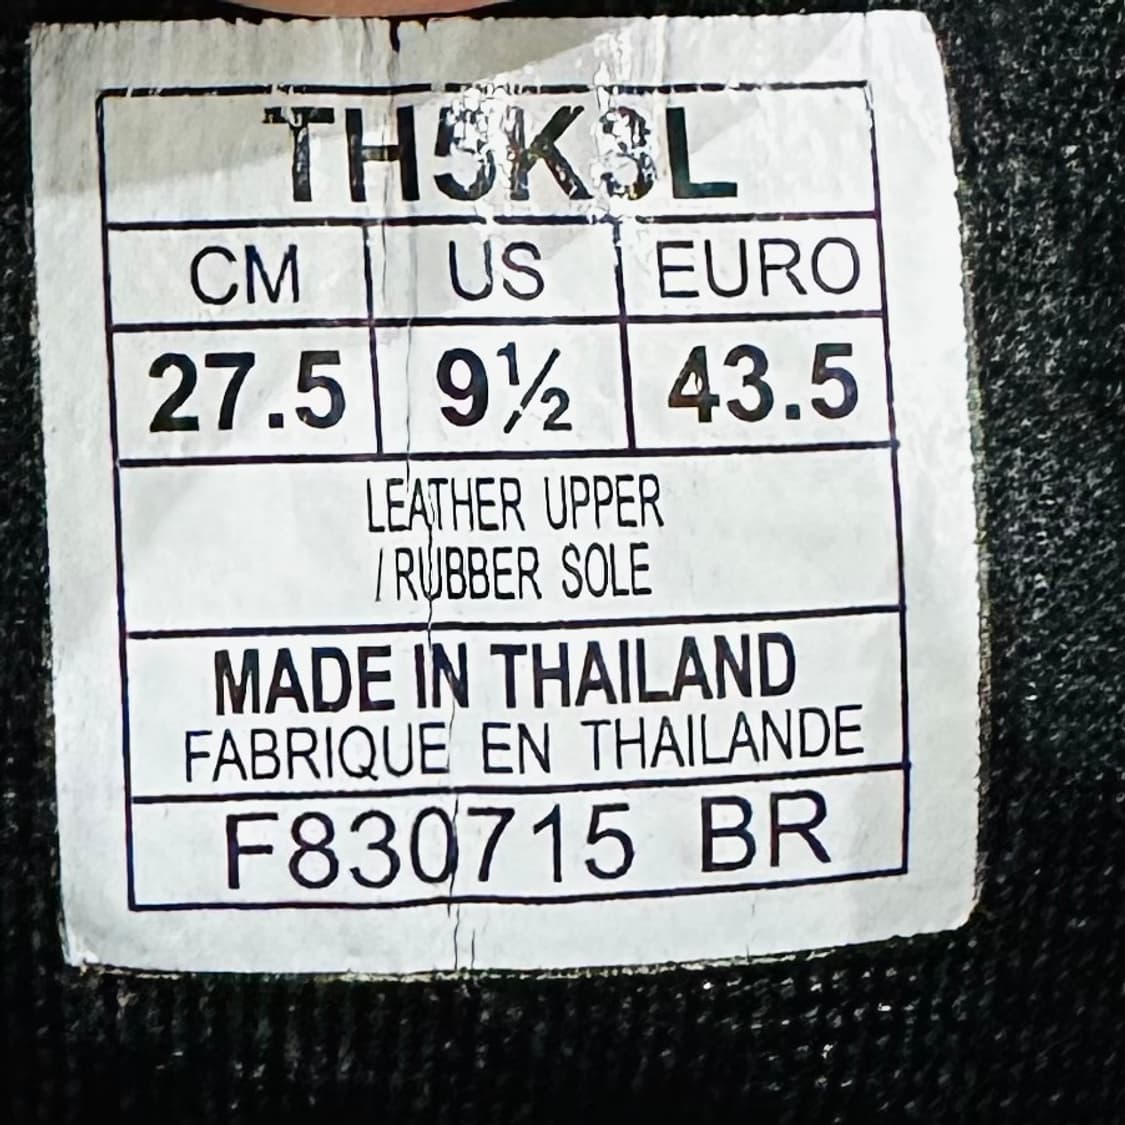 TH5K3L
CM US EURO
27.5 9½ 43.5
LEATHER UPPER
/ RUBBER SOLE
MADE IN THAILAND
FABRIQUE EN THAILANDE
F830715 BR